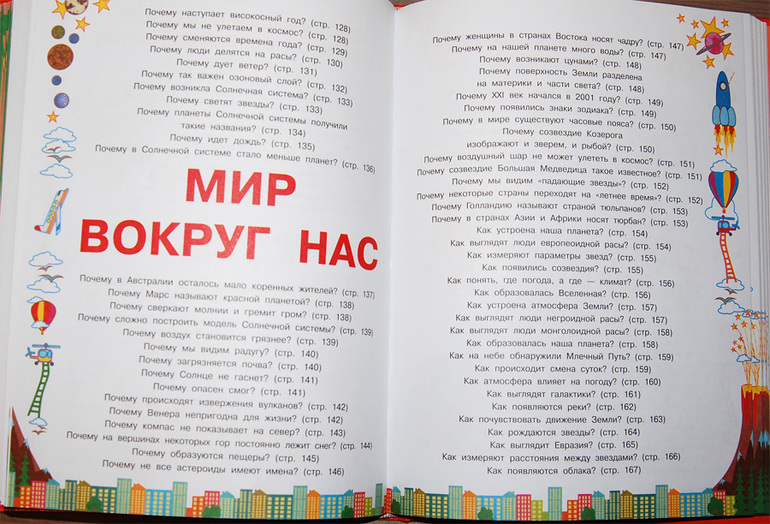 Почему наступает високосный год? (стр. 128)
Почему мы не улетаем в космос? (стр. 128)
Почему сменяются времена года? (стр. 129)
Почему люди делятся на расы? (стр. 130)
Почему дует ветер? (стр. 131)
Почему так важен озоновый слой? (стр. 132)
Почему возникла Солнечная система? (стр. 133)
Почему светят звезды? (стр. 133)
Почему планеты Солнечной системы получили
такие названия? (стр. 134)
Почему идет дождь? (стр. 135)
Почему в Солнечной системе стало меньше планет? (стр. 136)
МИР
ВОКРУГ НАС
Почему в Австралии осталось мало коренных жителей? (стр. 137)
Почему Марс называют красной планетой? (стр. 138)
Почему сверкают молнии и гремит гром? (стр. 138)
Почему сложно построить модель Солнечной системы? (стр. 139)
Почему воздух становится грязнее? (стр. 139)
Почему мы видим радугу? (стр. 140)
Почему загрязняется почва? (стр. 140)
Почему Солнце не гаснет? (стр. 141)
Почему опасен смог? (стр. 141)
Почему происходят извержения вулканов? (стр. 142)
Почему Венера непригодна для жизни? (стр. 142)
Почему компас не показывает на север? (стр. 143)
Почему на вершинах некоторых гор постоянно лежит снег? (стр. 144)
Почему образуются пещеры? (стр. 145)
Почему не все астероиды имеют имена? (стр. 146)
Почему женщины в странах Востока носят чадру? (стр. 147)
Почему на нашей планете много воды? (стр. 147)
Почему возникают цунами? (стр. 148)
Почему поверхность Земли разделена
на материки и части света? (стр. 148)
Почему XXI век начался в 2001 году? (стр. 149)
Почему появились знаки зодиака? (стр. 149)
Почему в мире существуют часовые пояса? (стр. 150)
Почему созвездие Козерога
изображают и зверем, и рыбой? (стр. 150)
Почему воздушный шар не может улететь в космос? (стр. 151)
Почему созвездие Большая Медведица такое известное? (стр. 151)
Почему мы видим «падающие звезды»? (стр. 152)
Почему некоторые страны переходят на «летнее время»? (стр. 152)
Почему Голландию называют страной тюльпанов? (стр. 153)
Почему в странах Азии и Африки носят тюрбан? (стр. 153)
Как устроена наша планета? (стр. 154)
Как выглядят люди европеоидной расы? (стр. 154)
Как измеряют параметры звезд? (стр. 155)
Как появились созвездия? (стр. 155)
Как понять, где погода, а где — климат? (стр. 156)
Как образовалась Вселенная? (стр. 156)
Как устроена атмосфера Земли? (стр. 157)
Как выглядят люди негроидной расы? (стр. 157)
Как выглядят люди монголоидной расы? (стр. 158)
Как образовалась наша планета? (стр. 158)
Как на небе обнаружили Млечный Путь? (стр. 159)
Как происходит смена суток? (стр. 159)
Как атмосфера влияет на погоду? (стр. 160)
Как выглядят галактики? (стр. 161)
Как появляются реки? (стр. 162)
Как почувствовать движение Земли? (стр. 163)
Как рождаются звезды? (стр. 164)
Как выглядит Евразия? (стр. 165)
Как измеряют расстояния между звездами? (стр. 166)
Как появляются облака? (стр. 167)